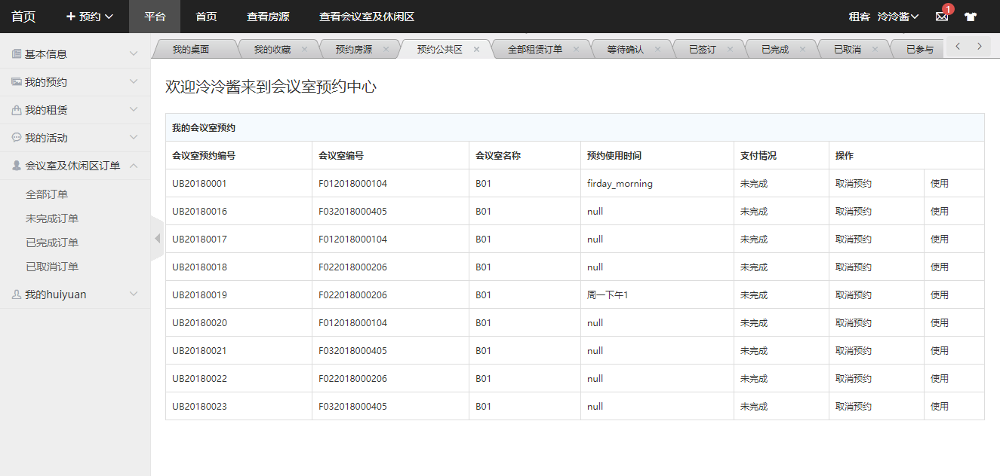 首页 预约 平台 首页 查看房源 查看会议室及休闲区 租客 泠泠酱 1
我的桌面 我的收藏 预约房源 预约公共区 全部租赁订单 等待确认 已签订 已完成 已取消 已参与
基本信息
我的预约
我的租赁
我的活动
会议室及休闲区订单
全部订单
未完成订单
已完成订单
已取消订单
我的huiyuan
欢迎泠泠酱来到会议室预约中心
我的会议室预约
会议室预约编号 会议室编号 会议室名称 预约使用时间 支付情况 操作
UB20180001 F012018000104 B01 firday_morning 未完成 取消预约 使用
UB20180016 F032018000405 B01 null 未完成 取消预约 使用
UB20180017 F012018000104 B01 null 未完成 取消预约 使用
UB20180018 F022018000206 B01 null 未完成 取消预约 使用
UB20180019 F022018000206 B01 周一下午1 未完成 取消预约 使用
UB20180020 F012018000104 B01 null 未完成 取消预约 使用
UB20180021 F032018000405 B01 null 未完成 取消预约 使用
UB20180022 F022018000206 B01 null 未完成 取消预约 使用
UB20180023 F032018000405 B01 null 未完成 取消预约 使用